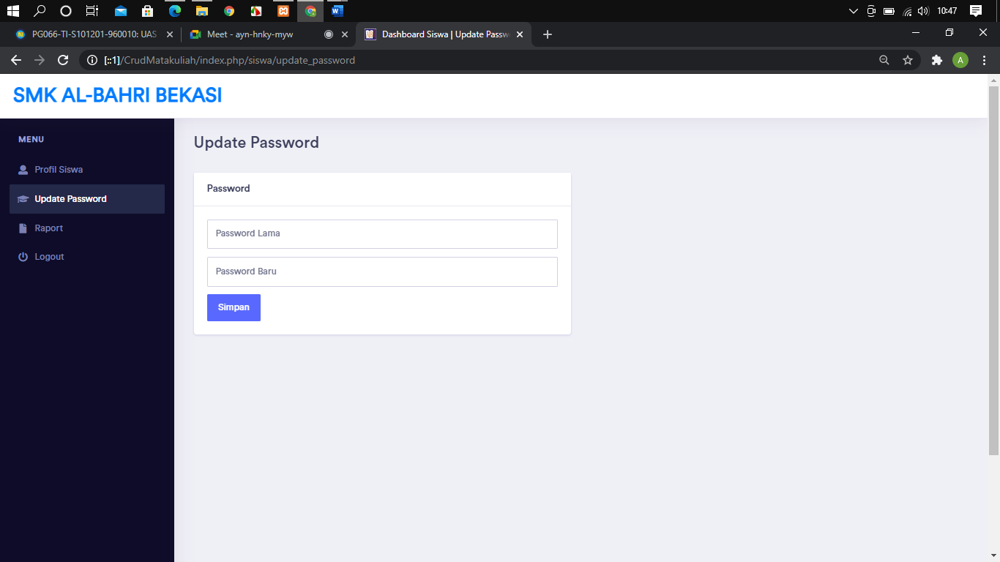 10:47
PG066-TI-S101201-960010: UAS
Meet - ayn-hnky-myw
Dashboard Siswa | Update Passw
[::1]/CrudMatakuliah/index.php/siswa/update_password
A
SMK AL-BAHRI BEKASI
MENU
Profil Siswa
Update Password
Raport
Logout
Update Password
Password
Password Lama
Password Baru
Simpan